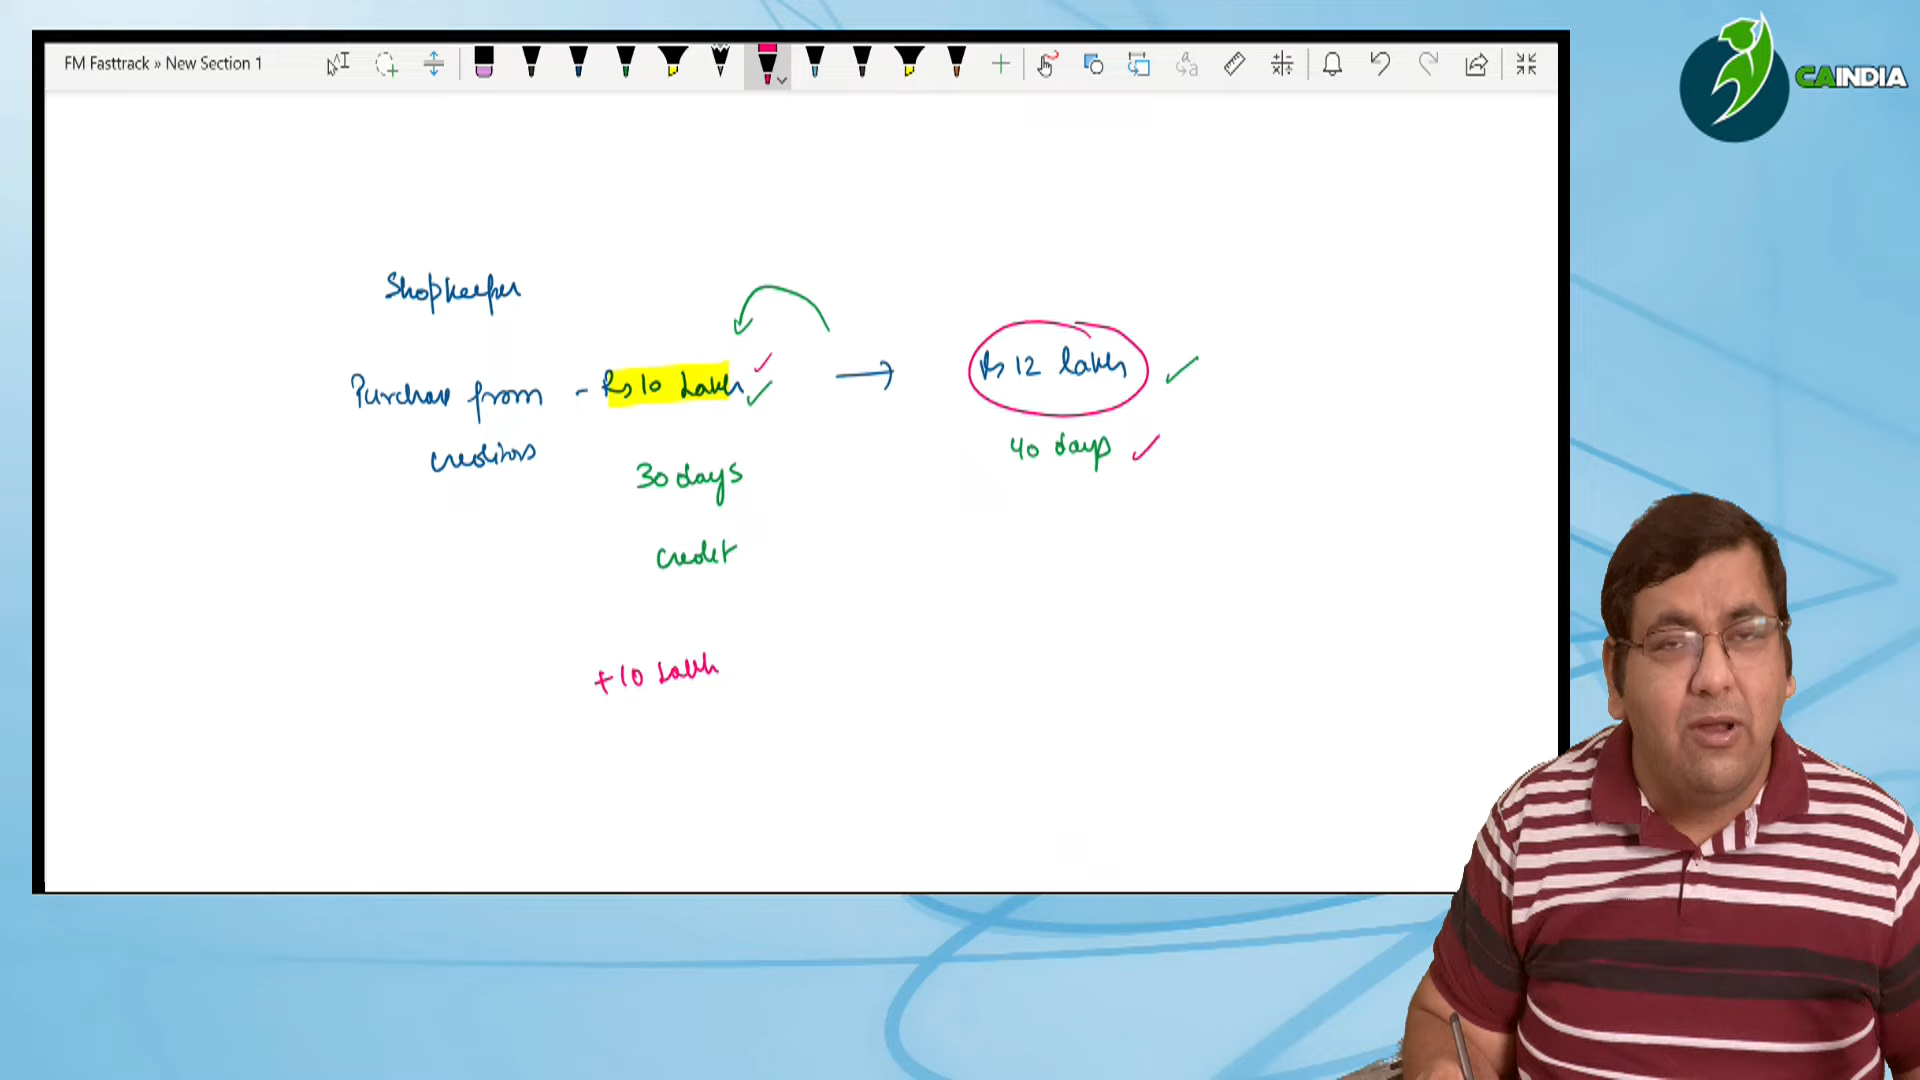 FM Fasttrack » New Section 1
CAINDIA
Shopkeeper
Purchase from - Rs 10 Lakh → Rs 12 lakhs
creditors
40 days
30 days
credit
+10 Lakh